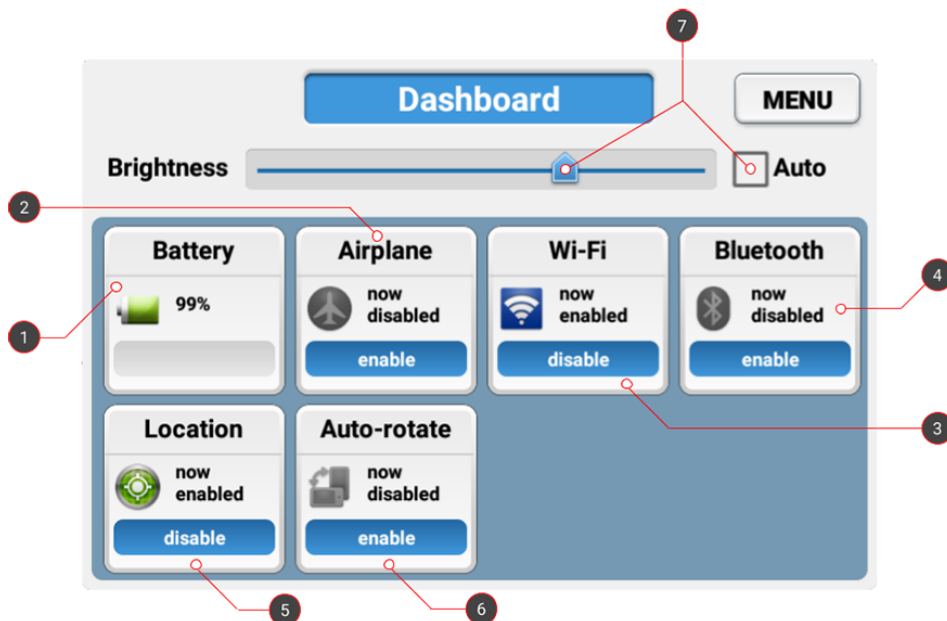 7
Dashboard
MENU
Brightness
Auto
2
Battery
Airplane
Wi-Fi
Bluetooth
99%
now
disabled
now
enabled
now
disabled
4
1
enable
disable
enable
3
Location
Auto-rotate
now
enabled
now
disabled
disable
enable
5
6